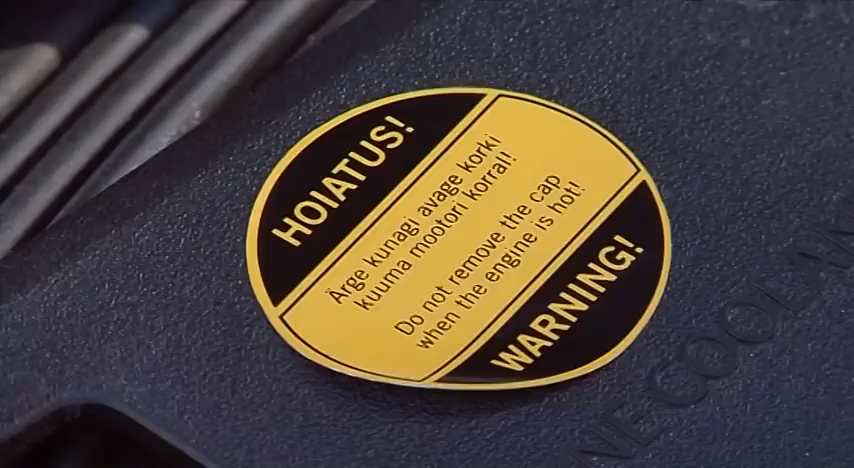 HOIATUS!
Ärge kunagi avage korki
kuuma mootori korral!
Do not remove the cap
when the engine is hot!
WARNING!